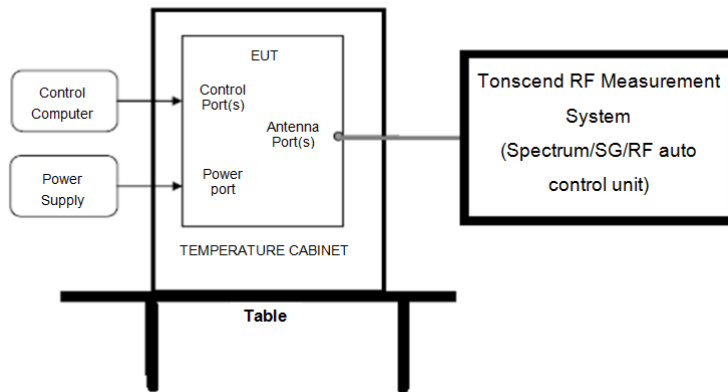 EUT
Control
Computer
Control
Port(s)
Antenna
Port(s)
Power
Supply
Power
port
TEMPERATURE CABINET
Table
Tonscend RF Measurement
System
(Spectrum/SG/RF auto
control unit)